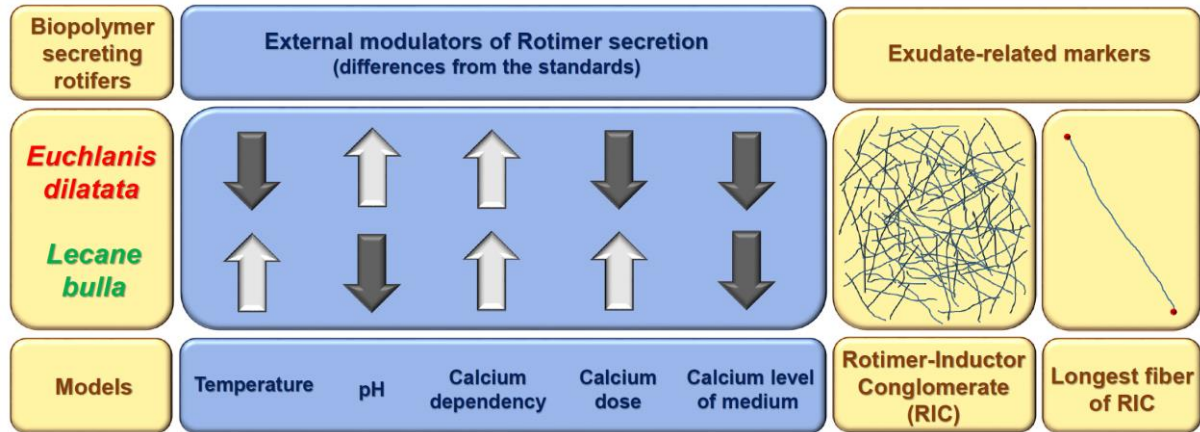 Biopolymer
secreting
rotifers
External modulators of Rotimer secretion
(differences from the standards)
Exudate-related markers
Euchlanis
dilatata
Lecane
bulla
Models
Temperature
pH
Calcium
dependency
Calcium
dose
Calcium level
of medium
Rotimer-Inductor
Conglomerate
(RIC)
Longest fiber
of RIC